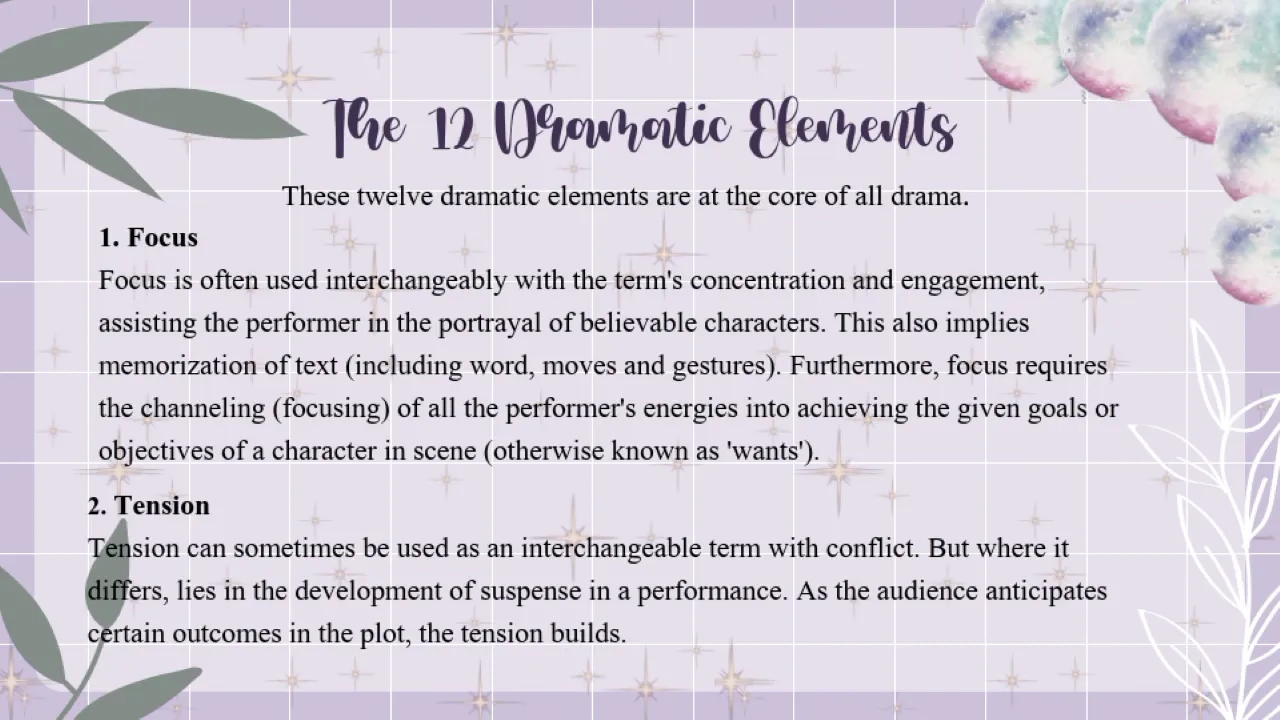 The 12 Dramatic Elements
These twelve dramatic elements are at the core of all drama.
1. Focus
Focus is often used interchangeably with the term's concentration and engagement,
assisting the performer in the portrayal of believable characters. This also implies
memorization of text (including word, moves and gestures). Furthermore, focus requires
the channeling (focusing) of all the performer's energies into achieving the given goals or
objectives of a character in scene (otherwise known as 'wants').
2. Tension
Tension can sometimes be used as an interchangeable term with conflict. But where it
differs, lies in the development of suspense in a performance. As the audience anticipates
certain outcomes in the plot, the tension builds.